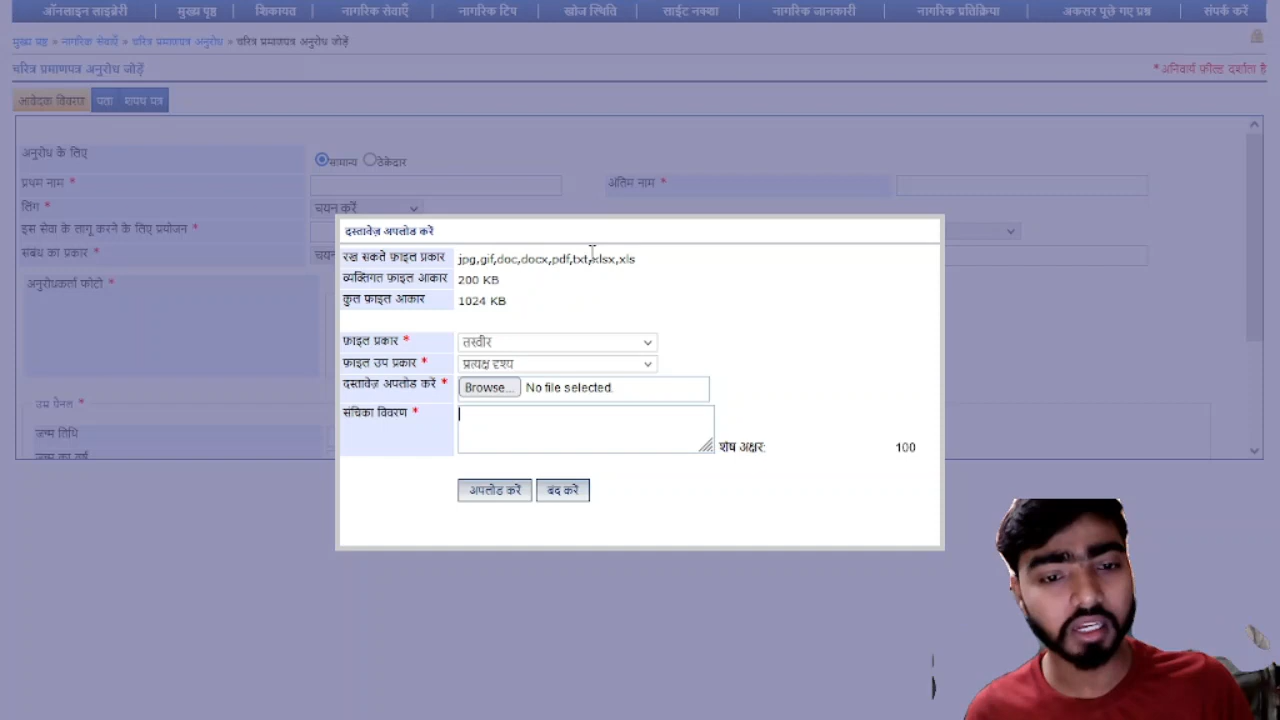 ऑनलाइन लाइब्रेरी | मुख्य पृष्ठ | शिकायत | नागरिक सेवाएँ | नागरिक टिप | खोज स्थिति | साईट नक्शा | नागरिक जानकारी | नागरिक प्रतिक्रिया | अकसर पूछे गए प्रश्न | संपर्क करें
मुख्य पृष्ठ » नागरिक सेवाएँ » चरित्र प्रमाणपत्र अनुरोध » चरित्र प्रमाणपत्र अनुरोध जोड़ें
चरित्र प्रमाणपत्र अनुरोध जोड़ें * अनिवार्य फ़ील्ड दर्शाता है
आवेदक विवरण पता शपथ पत्र
अनुरोध के लिए सामान्य ठेकेदार
प्रथम नाम * अंतिम नाम *
लिंग * चयन करें
इस सेवा के लागू करने के लिए प्रयोजन *
संबंध का प्रकार * चयन
अनुरोधकर्ता फोटो *
दस्तावेज़ अपलोड करें
रख सकते फ़ाइल प्रकार jpg,gif,doc,docx,pdf,txt,xlsx,xls
व्यक्तिगत फ़ाइल आकार 200 KB
कुल फ़ाइल आकार 1024 KB
फ़ाइल प्रकार * तस्वीर
फ़ाइल उप प्रकार * प्रत्यक्ष दृश्य
दस्तावेज़ अपलोड करें * Browse... No file selected.
संचिका विवरण *
शेष अक्षर: 100
अपलोड करें बंद करें
उम्र पैनल *
जन्म तिथि
जन्म का वर्ष